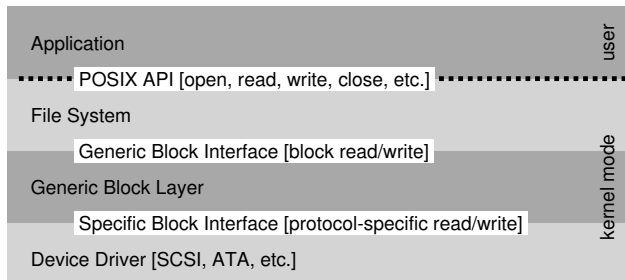 Application
user
POSIX API [open, read, write, close, etc.]
File System
Generic Block Interface [block read/write]
kernel mode
Generic Block Layer
Specific Block Interface [protocol-specific read/write]
Device Driver [SCSI, ATA, etc.]